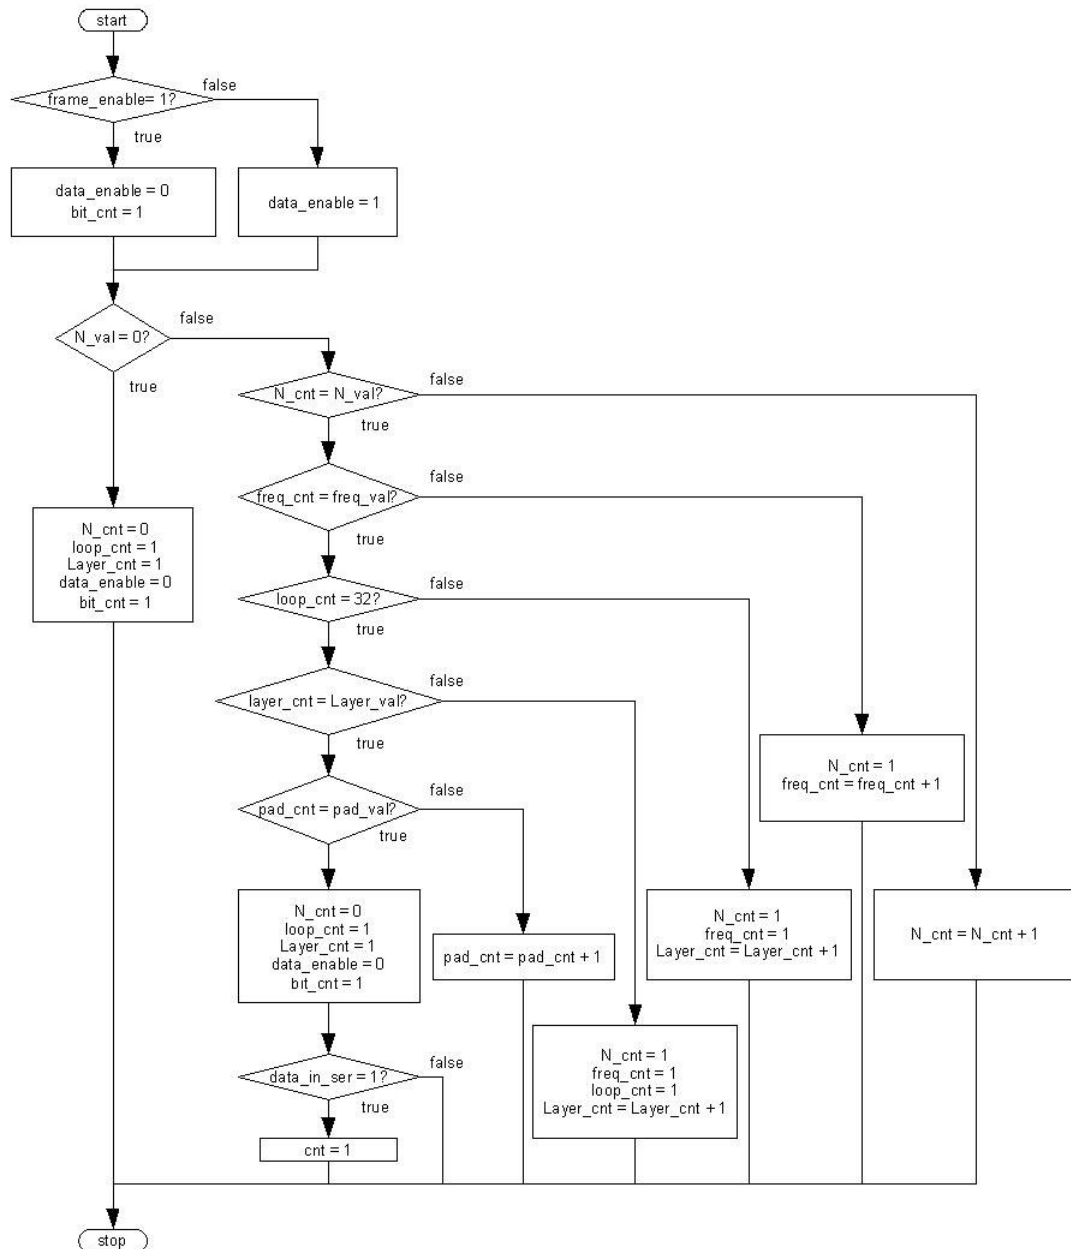 start
false
frame_enable= 1?
true
data_enable = 0
bit_cnt = 1
data_enable = 1
false
N_val = 0?
true
false
N_cnt = N_val?
true
false
freq_cnt = freq_val?
true
N_cnt = 0
loop_cnt = 1
Layer_cnt = 1
data_enable = 0
bit_cnt = 1
false
loop_cnt = 32?
true
false
layer_cnt = Layer_val?
true
N_cnt = 1
freq_cnt = freq_cnt + 1
false
pad_cnt = pad_val?
true
N_cnt = 0
loop_cnt = 1
Layer_cnt = 1
data_enable = 0
bit_cnt = 1
pad_cnt = pad_cnt + 1
N_cnt = 1
freq_cnt = 1
Layer_cnt = Layer_cnt + 1
N_cnt = N_cnt + 1
false
data_in_ser = 1?
true
N_cnt = 1
freq_cnt = 1
loop_cnt = 1
Layer_cnt = Layer_cnt + 1
cnt = 1
stop